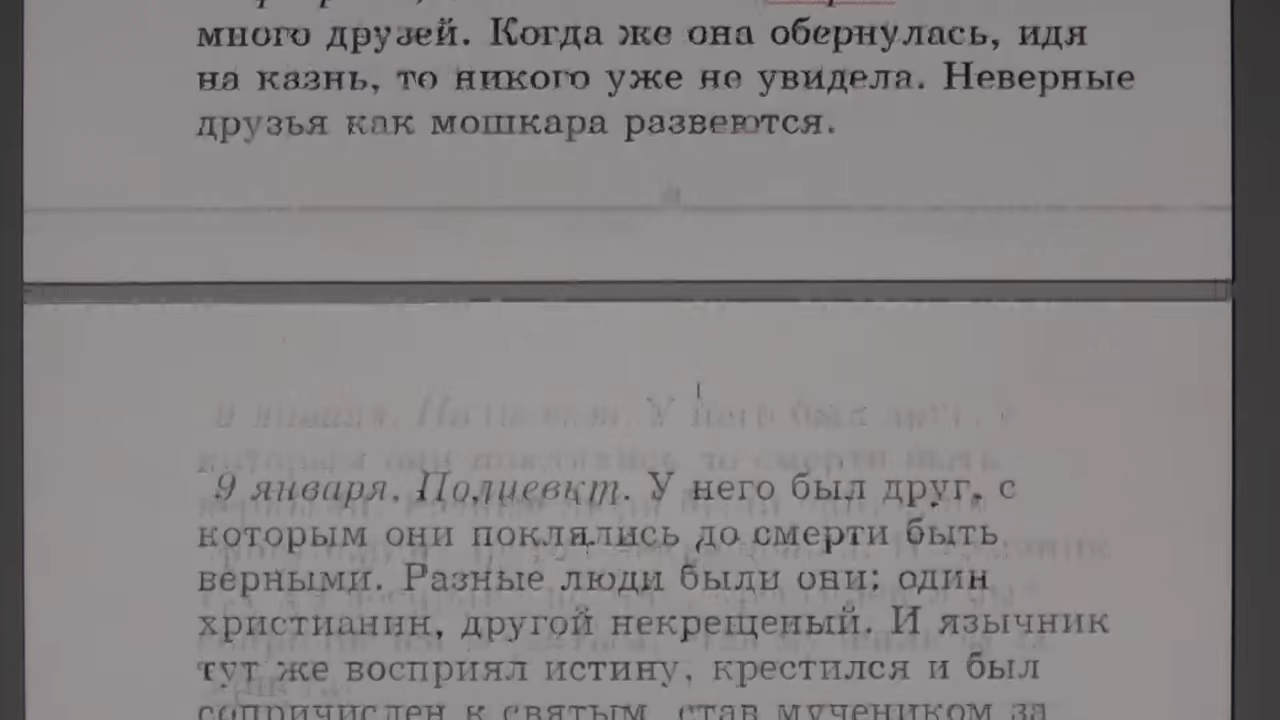 много друзей. Когда же она обернулась, идя
на казнь, то никого уже не увидела. Неверные
друзья как мошкара развеются.
9 января. Полиевкт. У него был друг, с
которым они поклялись до смерти быть
верными. Разные люди были они: один
христианин, другой некрещеный. И язычник
тут же воспринял истину, крестился и был
сопричислен к святым, став мучеником за